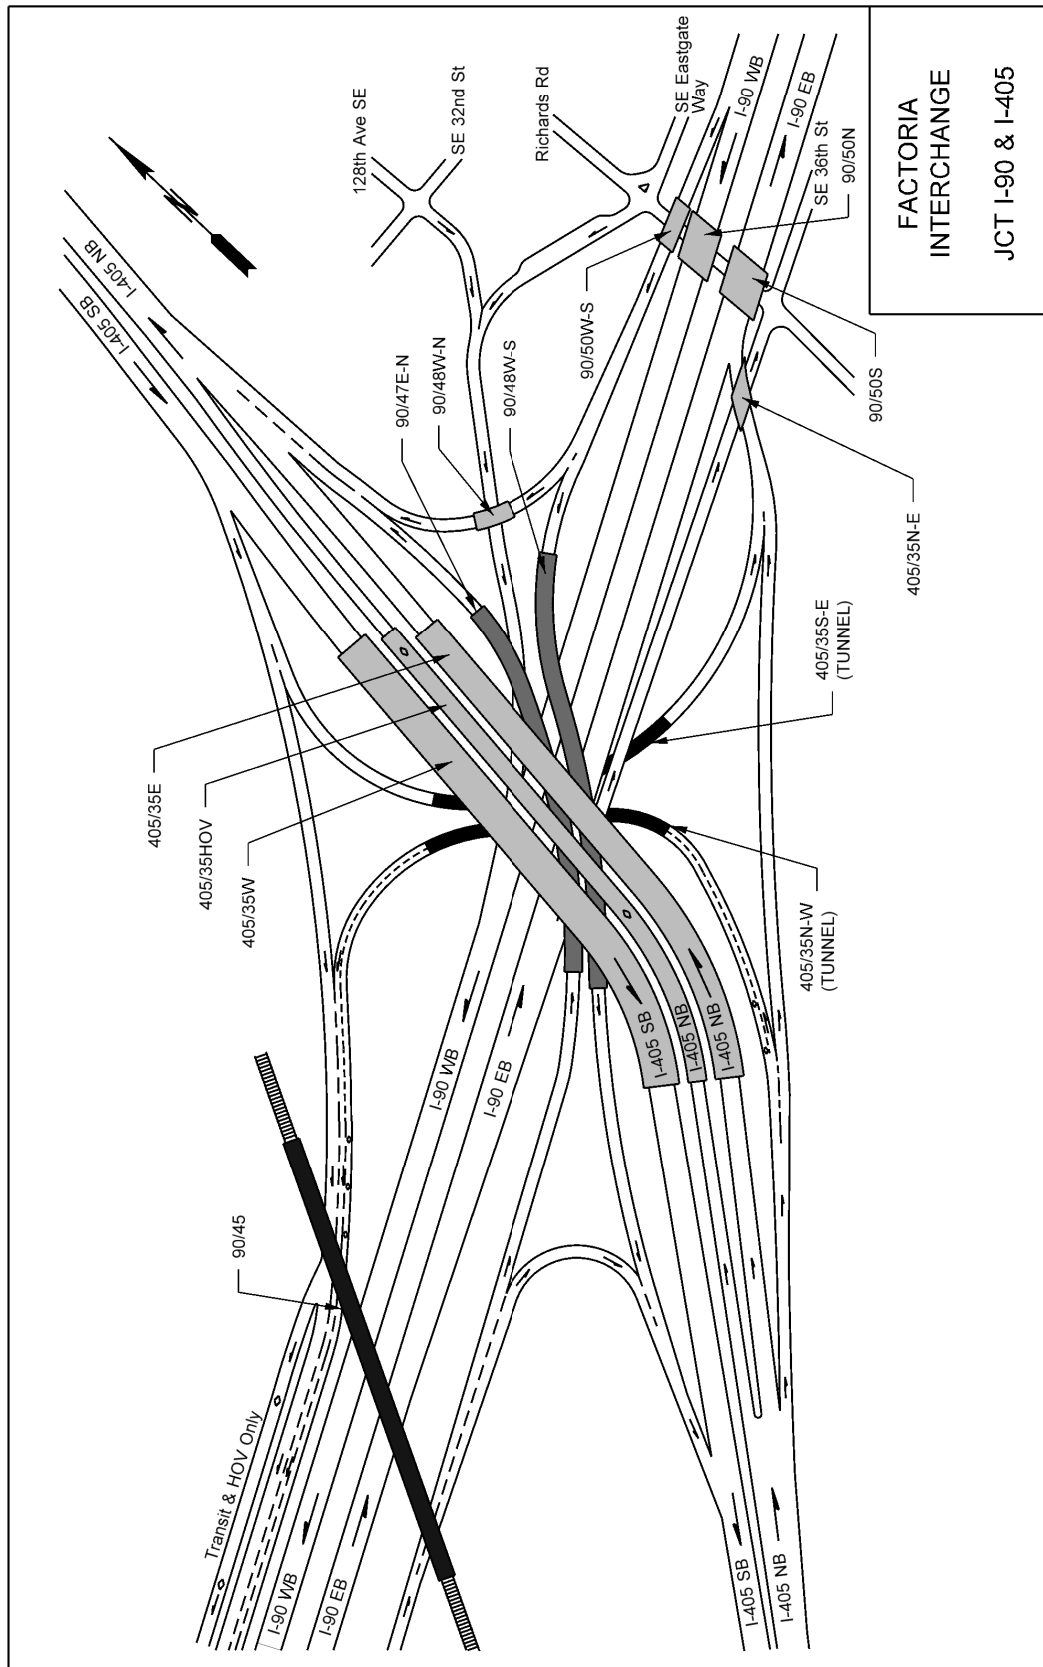 FACTORIA
INTERCHANGE
JCT I-90 & I-405
I-405 NB
I-405 SB
128th Ave SE
SE 32nd St
Richards Rd
SE Eastgate
Way
I-90 WB
I-90 EB
SE 36th St
90/50N
90/50W-S
90/50S
90/47E-N
90/48W-N
90/48W-S
405/35N-E
405/35S-E
(TUNNEL)
405/35N-W
(TUNNEL)
405/35E
405/35HOV
405/35W
I-405 SB
I-405 NB
I-405 NB
I-90 WB
I-90 EB
90/45
Transit & HOV Only
I-90 WB
I-90 EB
I-405 SB
I-405 NB
N